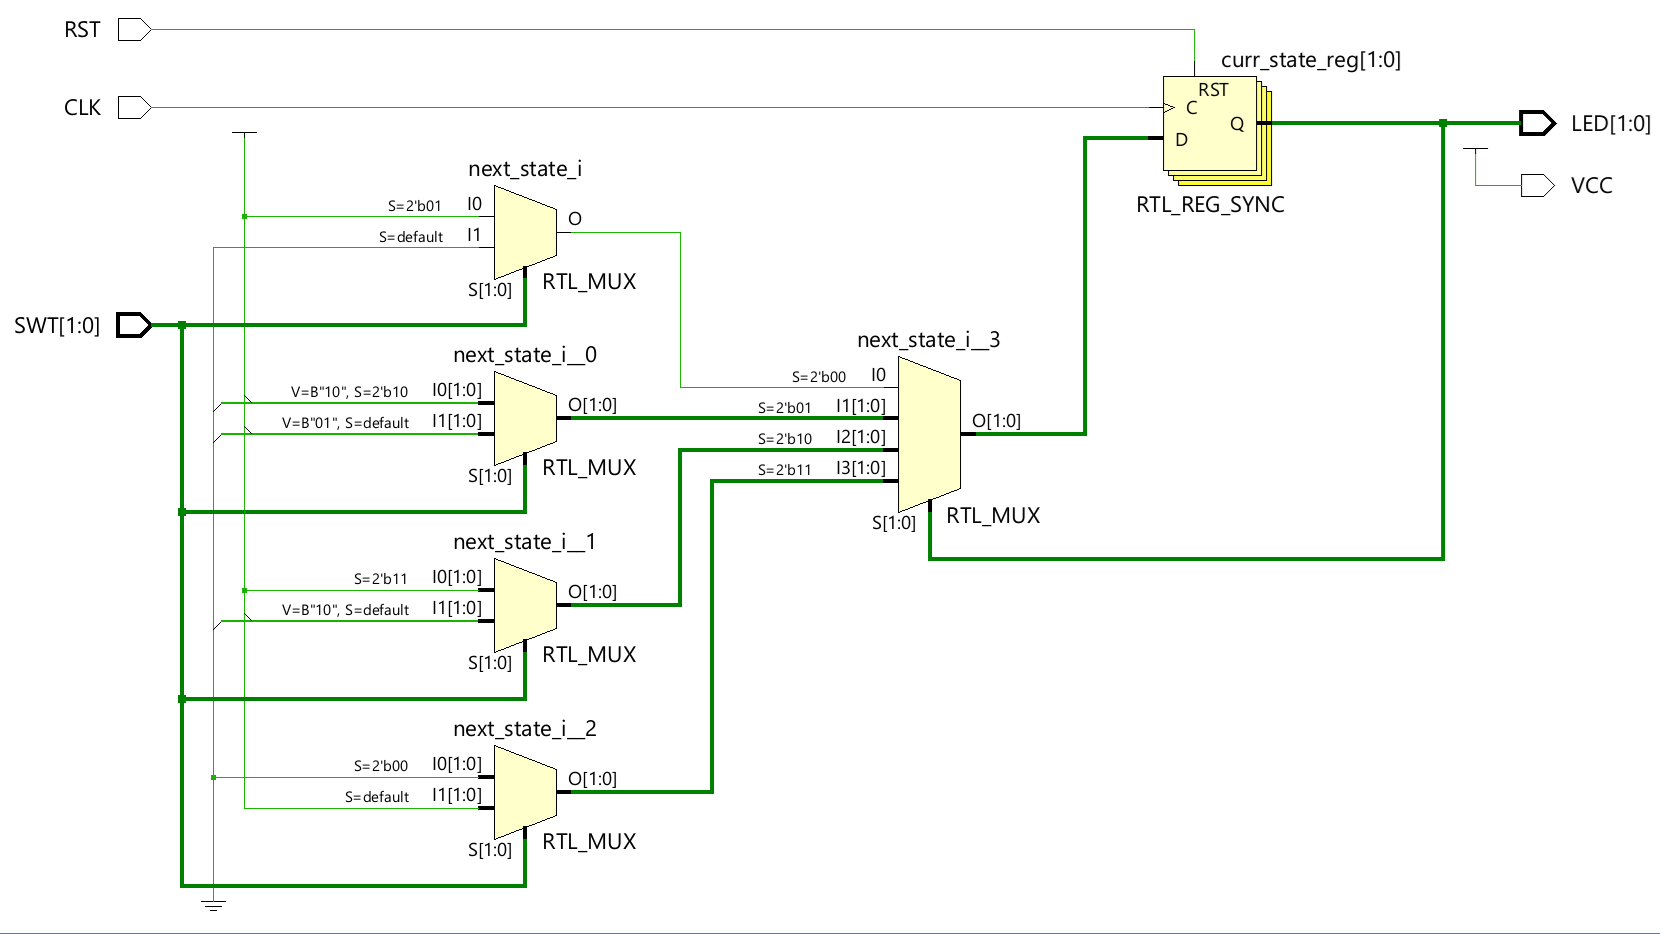 RST
curr_state_reg[1:0]
RST
CLK
C
Q
LED[1:0]
D
next_state_i
VCC
S=2'b01 I0
RTL_REG_SYNC
O
S=default I1
RTL_MUX
S[1:0]
SWT[1:0]
next_state_i__0
next_state_i__3
S=2'b00 I0
V=B"10", S=2'b10 I0[1:0]
O[1:0]
S=2'b01 I1[1:0]
V=B"01", S=default I1[1:0]
O[1:0]
S=2'b10 I2[1:0]
RTL_MUX
S=2'b11 I3[1:0]
S[1:0]
RTL_MUX
S[1:0]
next_state_i__1
S=2'b11 I0[1:0]
O[1:0]
V=B"10", S=default I1[1:0]
RTL_MUX
S[1:0]
next_state_i__2
S=2'b00 I0[1:0]
O[1:0]
S=default I1[1:0]
RTL_MUX
S[1:0]